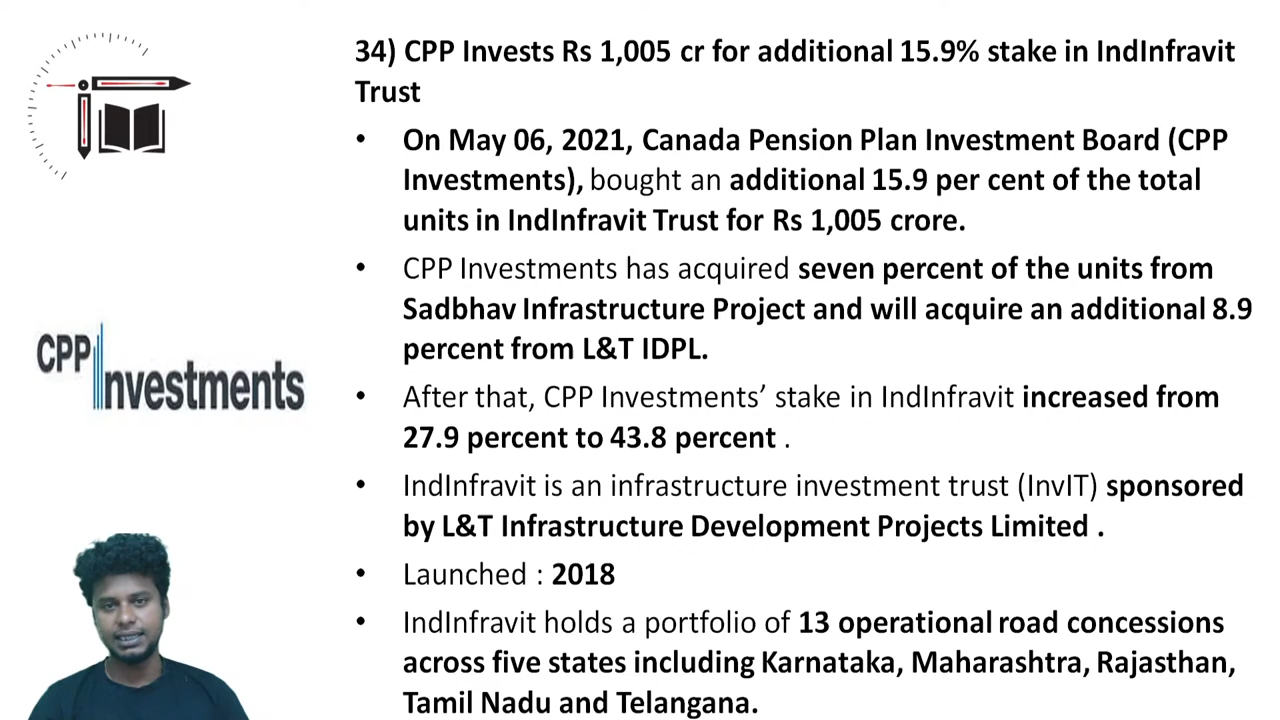 34) CPP Invests Rs 1,005 cr for additional 15.9% stake in IndInfravit
Trust
• On May 06, 2021, Canada Pension Plan Investment Board (CPP
Investments), bought an additional 15.9 per cent of the total
units in IndInfravit Trust for Rs 1,005 crore.
• CPP Investments has acquired seven percent of the units from
Sadbhav Infrastructure Project and will acquire an additional 8.9
percent from L&T IDPL.
• After that, CPP Investments’ stake in IndInfravit increased from
27.9 percent to 43.8 percent .
• IndInfravit is an infrastructure investment trust (InvIT) sponsored
by L&T Infrastructure Development Projects Limited .
• Launched : 2018
• IndInfravit holds a portfolio of 13 operational road concessions
across five states including Karnataka, Maharashtra, Rajasthan,
Tamil Nadu and Telangana.
CPP
Investments